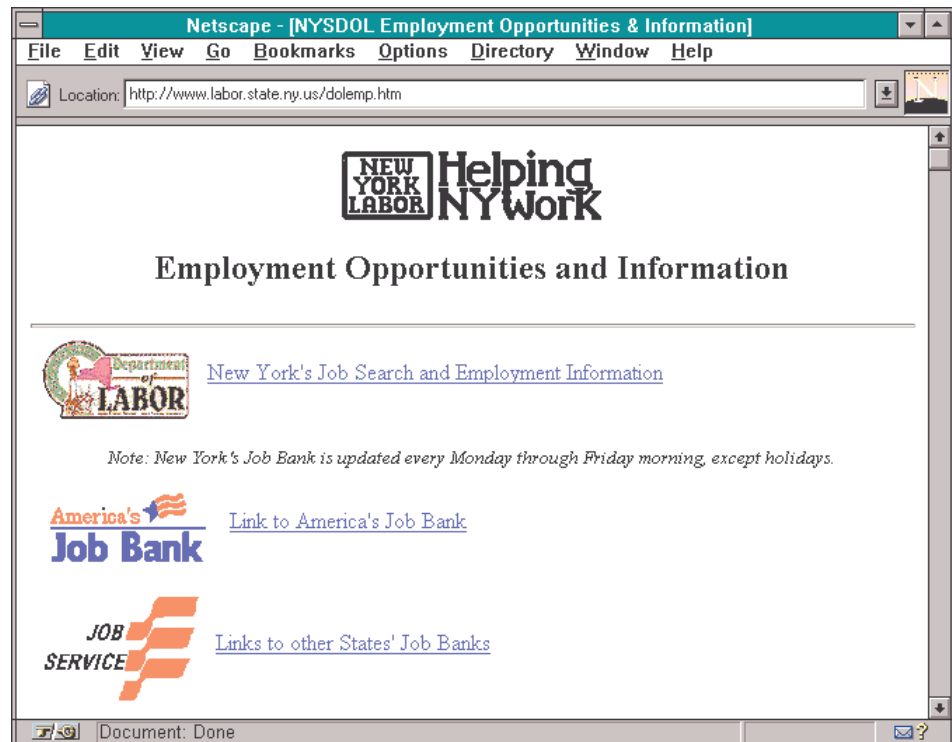 Netscape - [NYSDOL Employment Opportunities & Information]
File Edit View Go Bookmarks Options Directory Window Help
Location: http://www.labor.state.ny.us/dolemp.htm
N
NEW YORK LABOR
Helping NY Work
Employment Opportunities and Information
Department of LABOR
New York's Job Search and Employment Information
Note: New York's Job Bank is updated every Monday through Friday morning, except holidays.
America's
Job Bank
Link to America's Job Bank
JOB
SERVICE
Links to other States' Job Banks
Document: Done
?